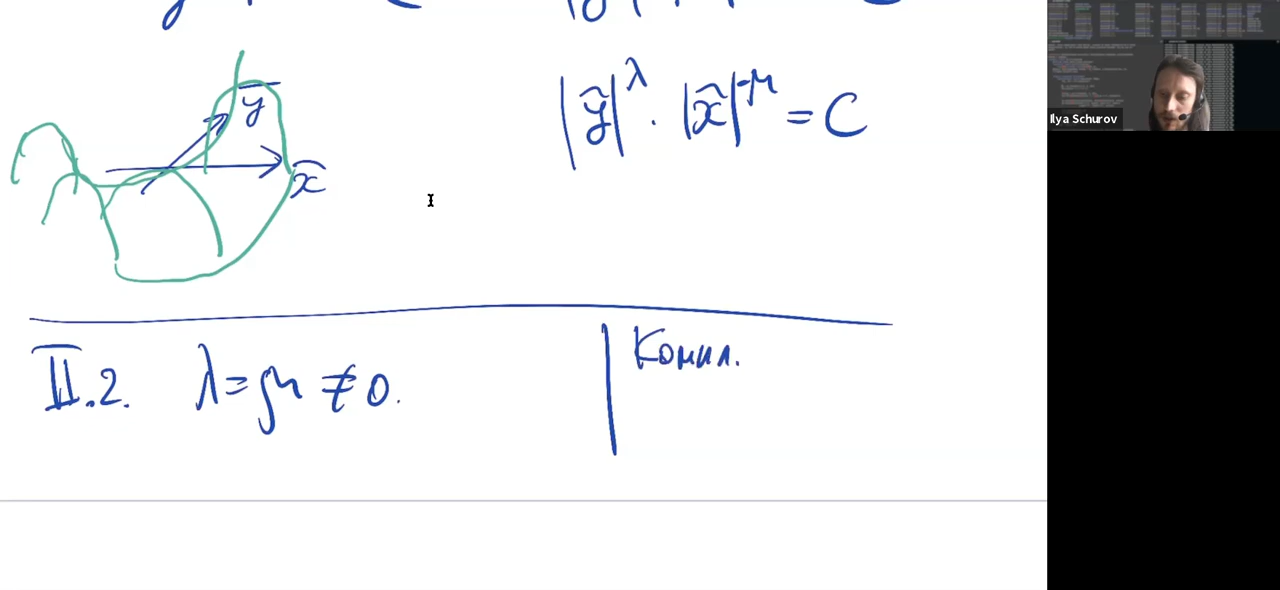 |ŷ|^λ · |x̂|^-μ = C
y
x̂
Ilya Schurov
II.2. λ = μ ≠ 0.
Компл.